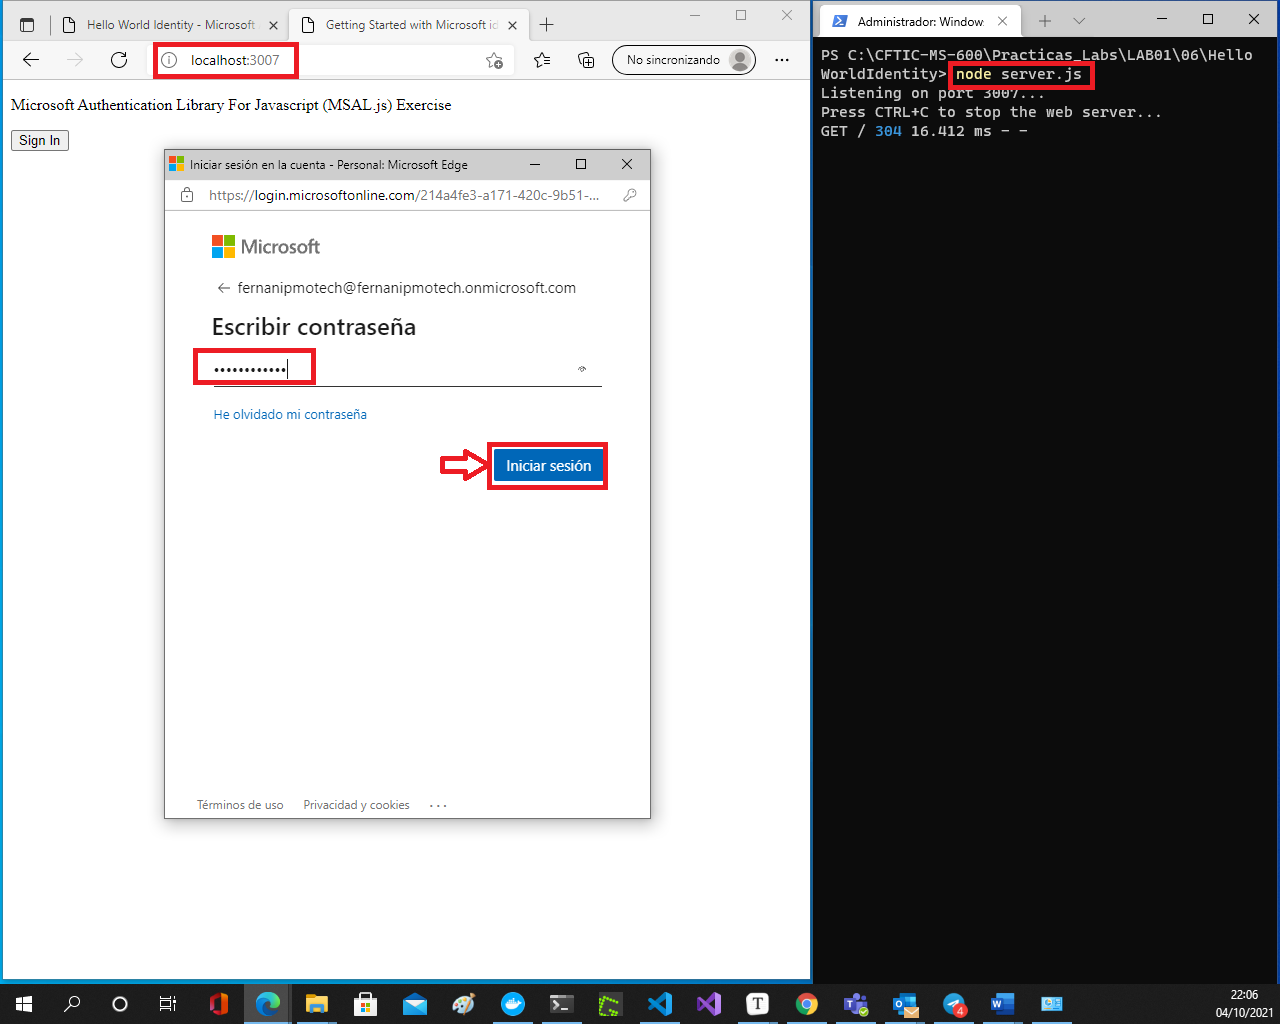 Hello World Identity - Microsoft
Getting Started with Microsoft id
localhost:3007
No sincronizando
Microsoft Authentication Library For Javascript (MSAL.js) Exercise
Sign In
Iniciar sesión en la cuenta - Personal: Microsoft Edge
https://login.microsoftonline.com/214a4fe3-a171-420c-9b51-...
Microsoft
fernanipmotech@fernanipmotech.onmicrosoft.com
Escribir contraseña
••••••••••••
He olvidado mi contraseña
Iniciar sesión
Términos de uso
Privacidad y cookies
...
Administrador: Windows
PS C:\CFTIC-MS-600\Practicas_Labs\LAB01\06\Hello
WorldIdentity> node server.js
Listening on port 3007...
Press CTRL+C to stop the web server...
GET / 304 16.412 ms - -
T
4
22:06
04/10/2021